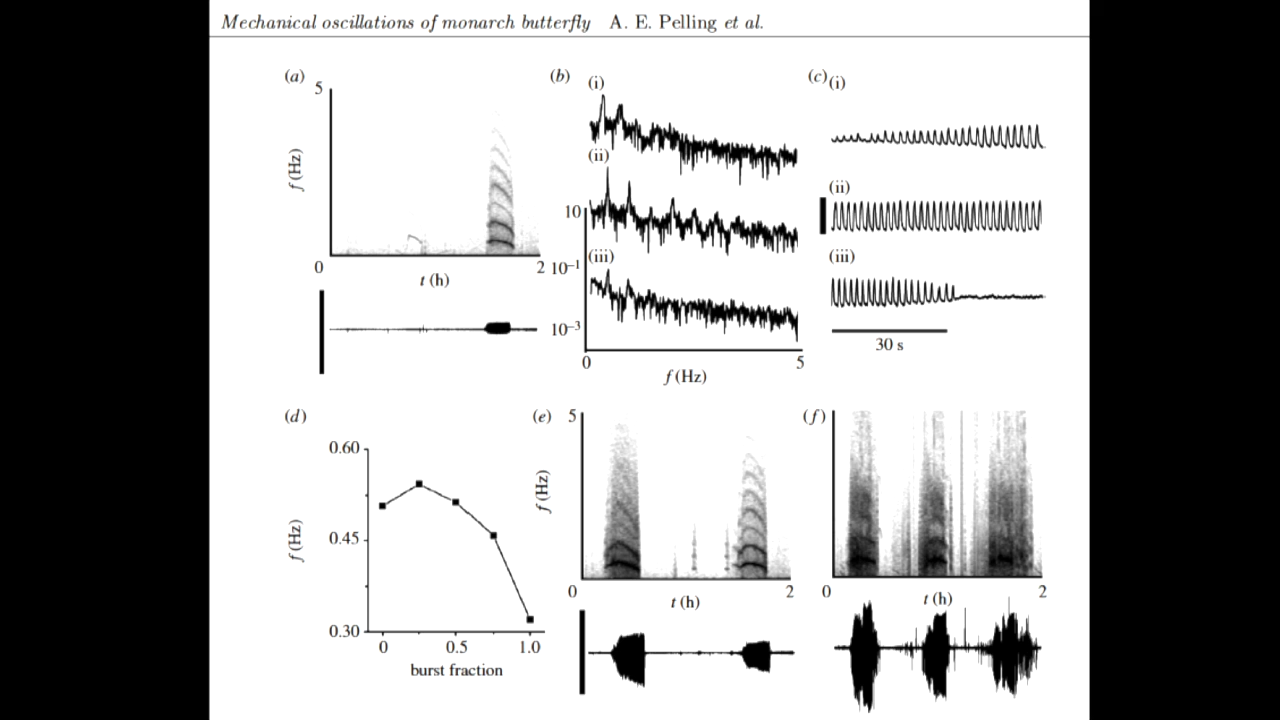 Mechanical oscillations of monarch butterfly A. E. Pelling et al.
(a)
5
f (Hz)
0
2
t (h)
(b)
(i)
(ii)
(iii)
10
10⁻¹
10⁻³
0
5
f (Hz)
(c)
(i)
(ii)
(iii)
30 s
(d)
0.60
0.45
0.30
f (Hz)
0
0.5
1.0
burst fraction
(e)
5
f (Hz)
0
2
t (h)
(f)
0
2
t (h)